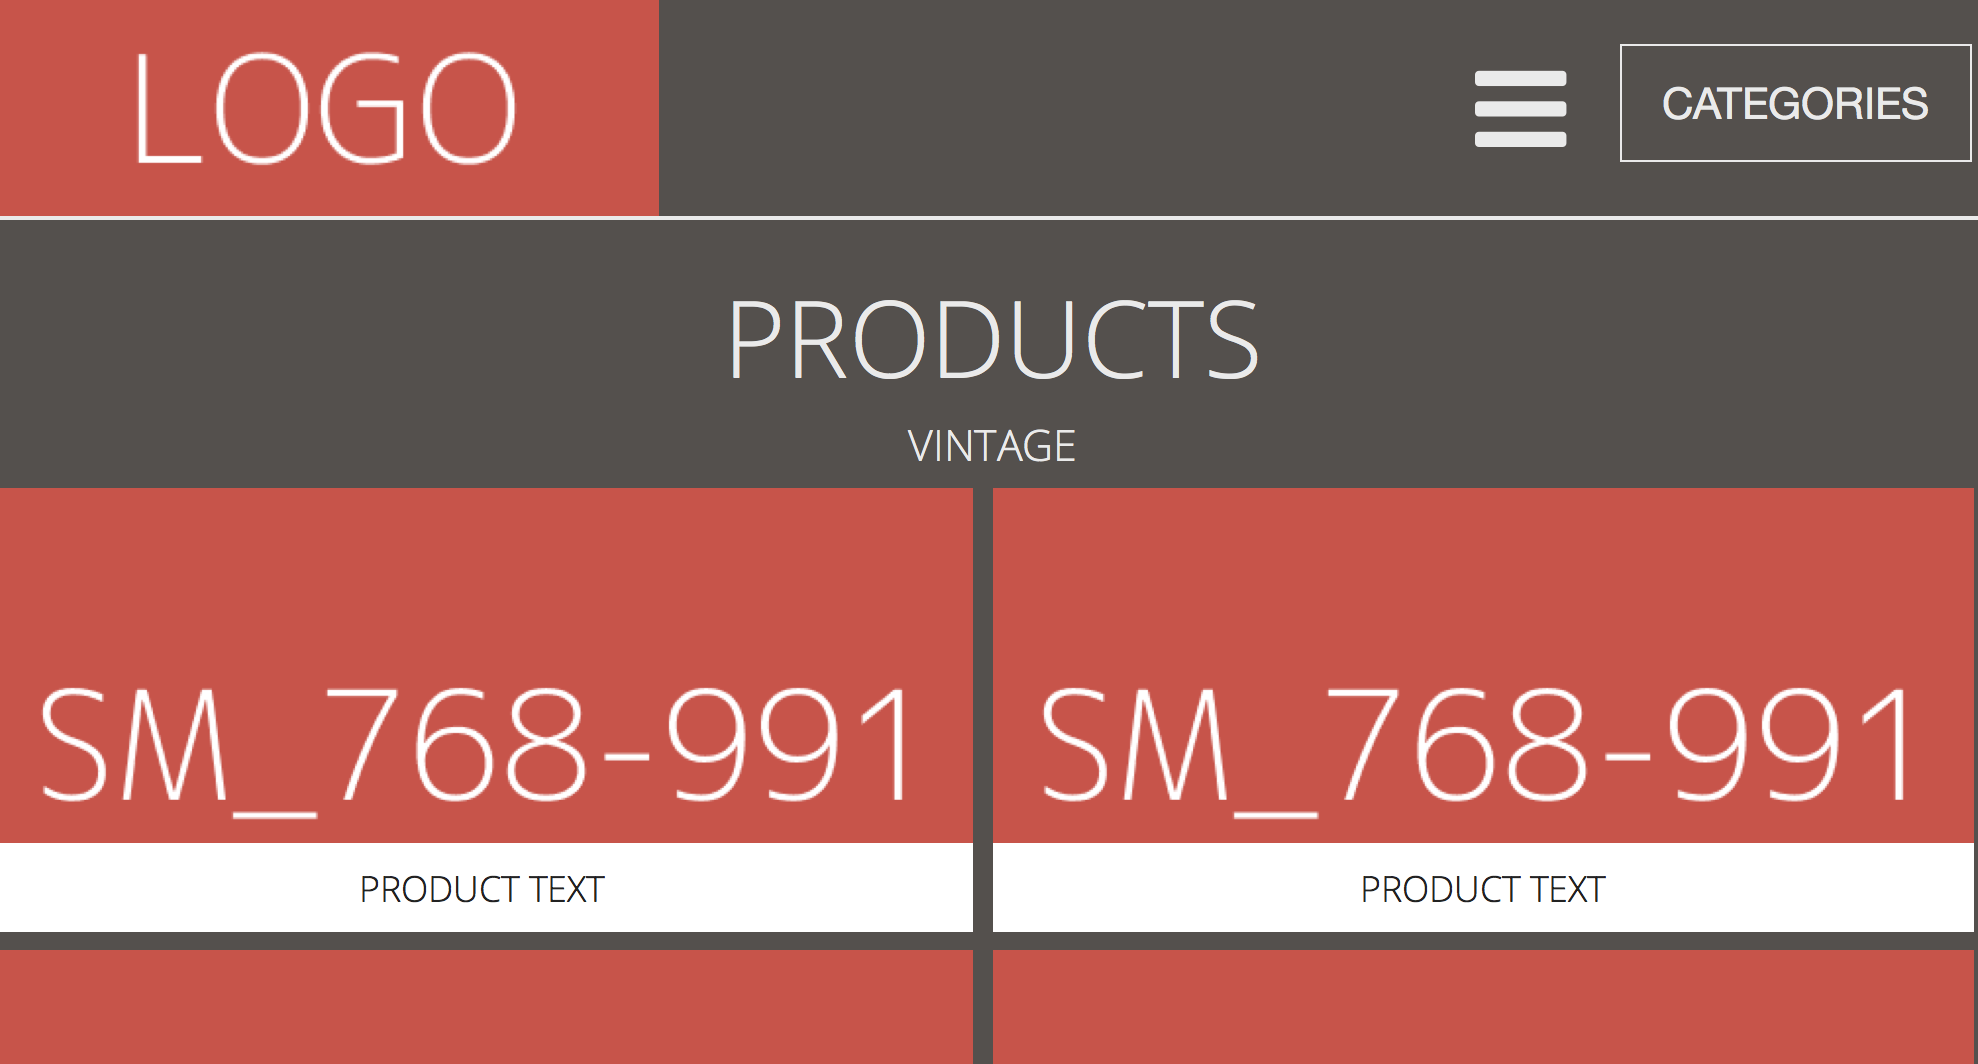 LOGO
CATEGORIES
PRODUCTS
VINTAGE
SM_768-991
SM_768-991
PRODUCT TEXT
PRODUCT TEXT